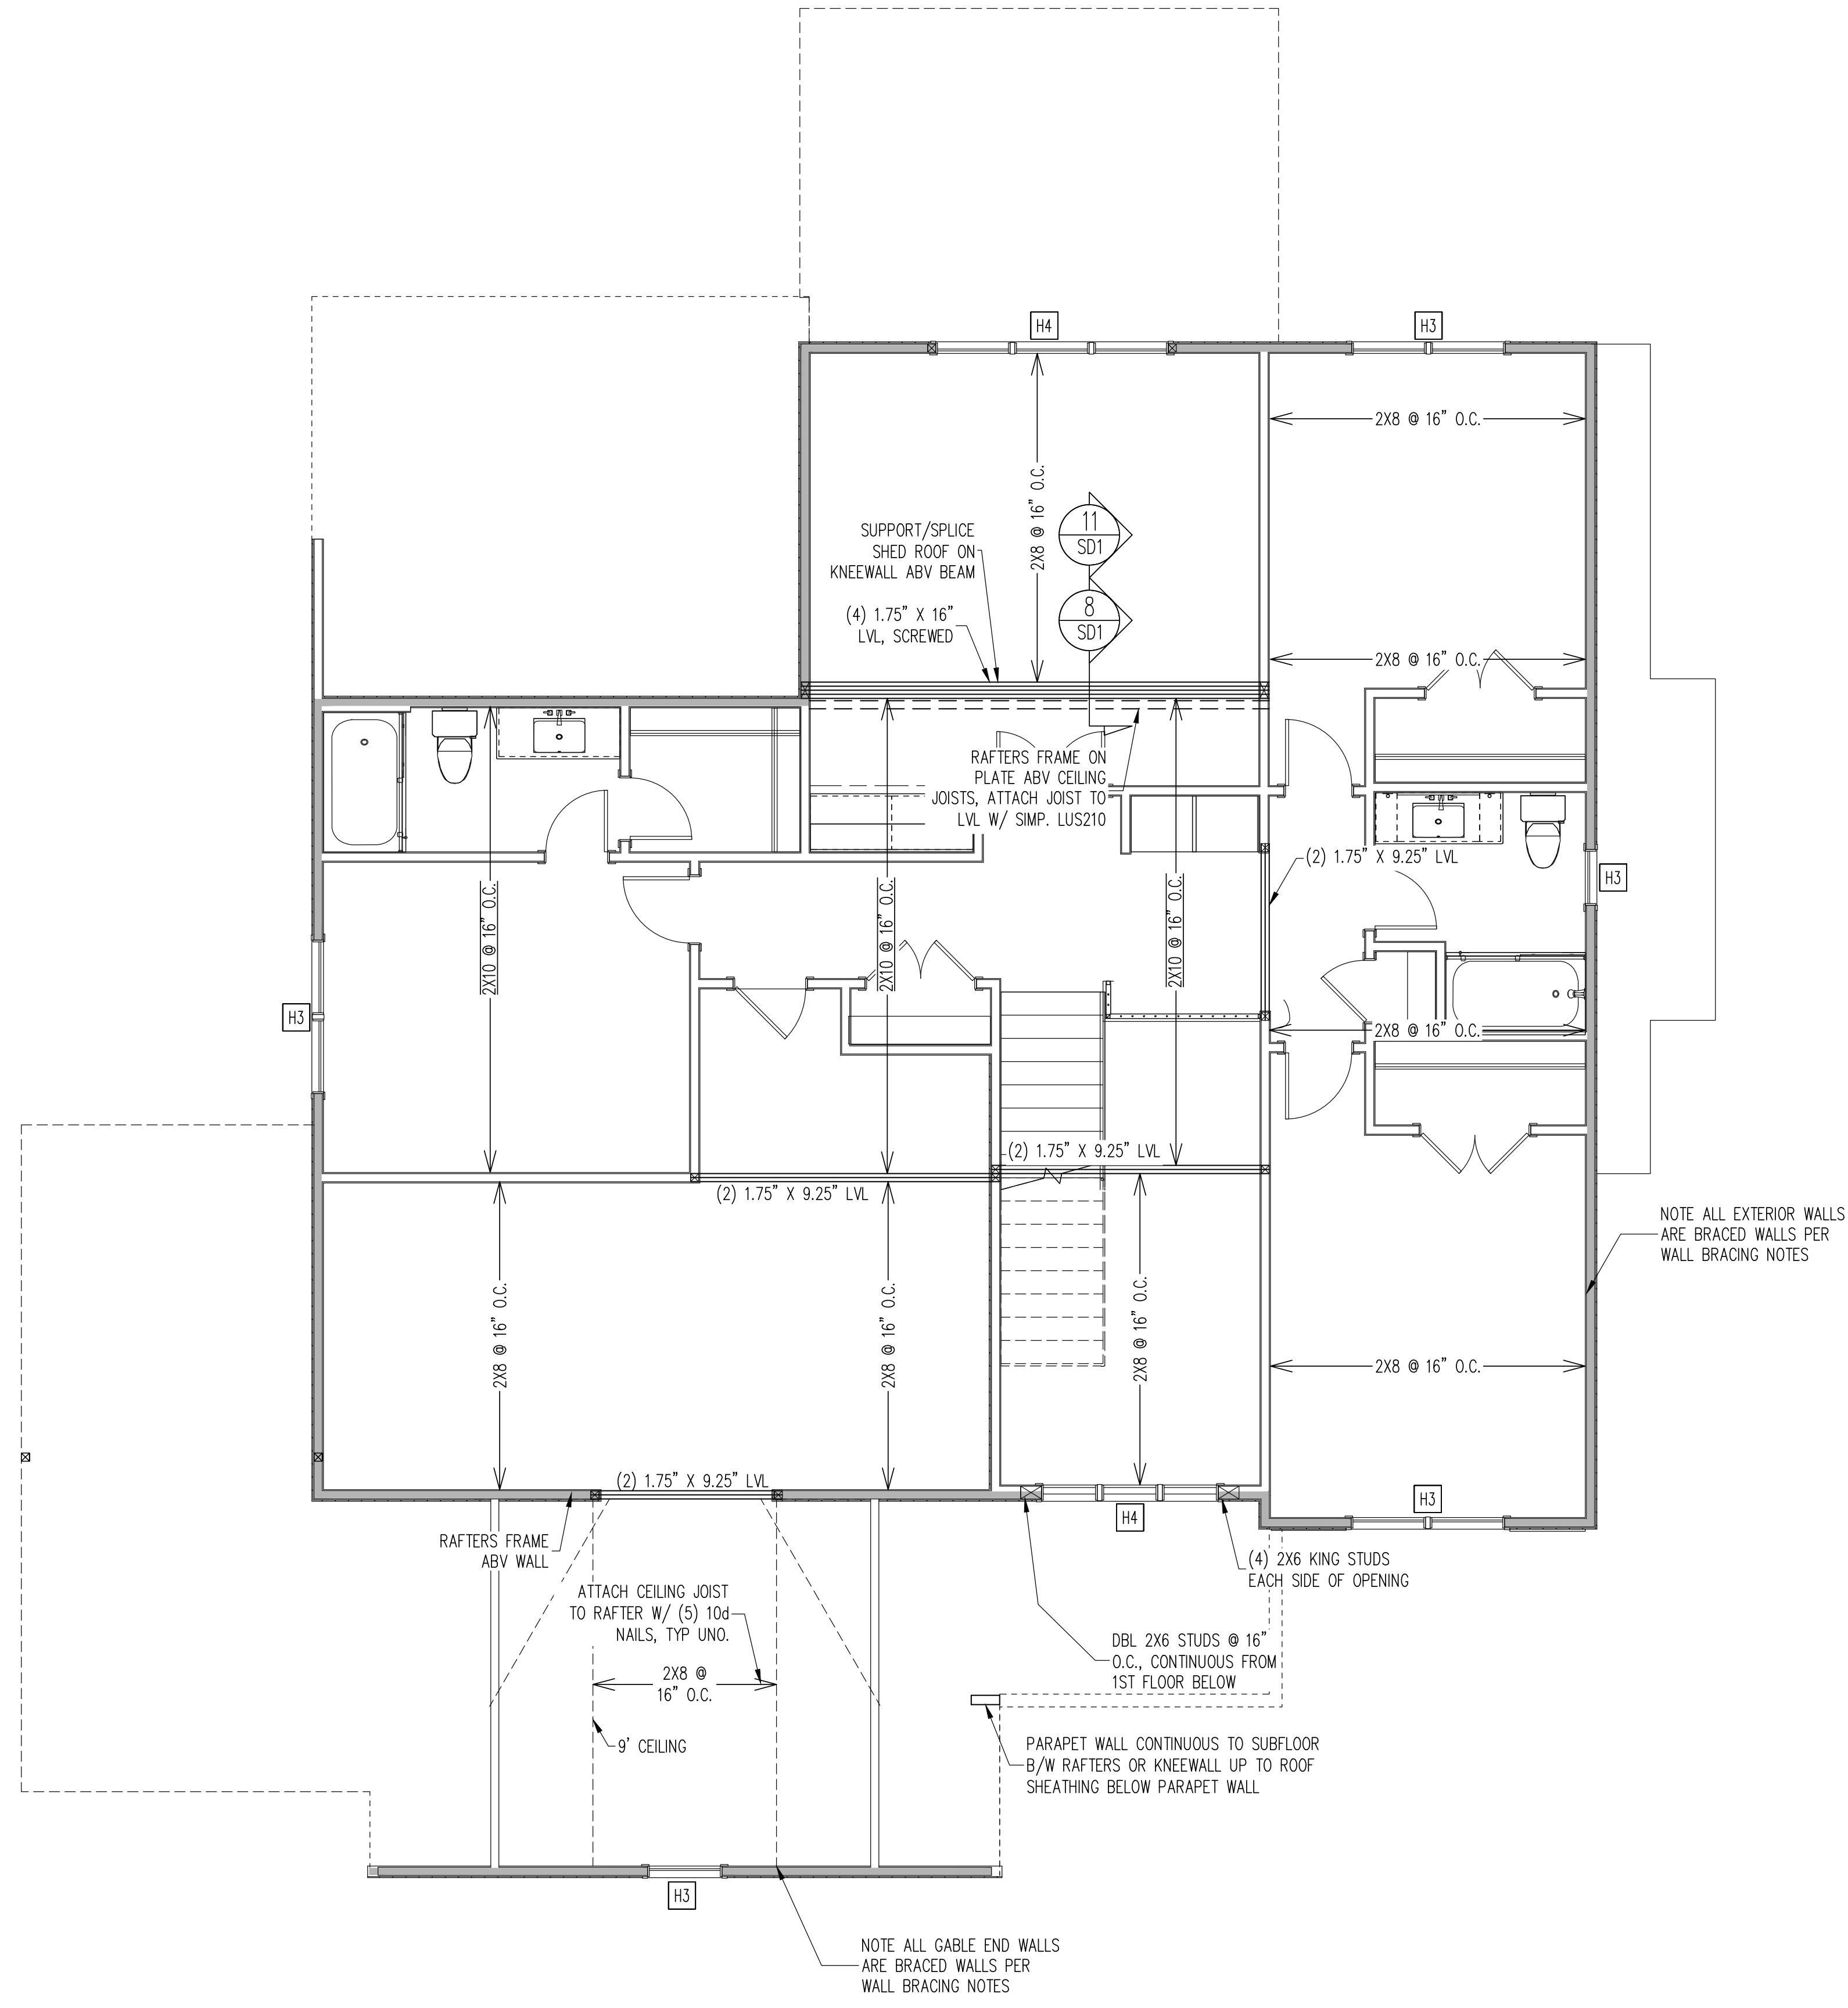 H4
H3
2X8 @ 16" O.C.
2X8 @ 16" O.C.
11
SD1
SUPPORT/SPLICE
SHED ROOF ON
KNEEWALL ABV BEAM
(4) 1.75" X 16"
LVL, SCREWED
8
SD1
2X8 @ 16" O.C.
RAFTERS FRAME ON
PLATE ABV CEILING
JOISTS, ATTACH JOIST TO
LVL W/ SIMP. LUS210
(2) 1.75" X 9.25" LVL
H3
2X10 @ 16" O.C.
2X10 @ 16" O.C.
2X10 @ 16" O.C.
H3
2X8 @ 16" O.C.
(2) 1.75" X 9.25" LVL
(2) 1.75" X 9.25" LVL
NOTE ALL EXTERIOR WALLS
ARE BRACED WALLS PER
WALL BRACING NOTES
2X8 @ 16" O.C.
2X8 @ 16" O.C.
2X8 @ 16" O.C.
2X8 @ 16" O.C.
(2) 1.75" X 9.25" LVL
H4
H3
RAFTERS FRAME
ABV WALL
(4) 2X6 KING STUDS
EACH SIDE OF OPENING
ATTACH CEILING JOIST
TO RAFTER W/ (5) 10d
NAILS, TYP UNO.
DBL 2X6 STUDS @ 16"
O.C., CONTINUOUS FROM
1ST FLOOR BELOW
2X8 @
16" O.C.
9' CEILING
PARAPET WALL CONTINUOUS TO SUBFLOOR
B/W RAFTERS OR KNEEWALL UP TO ROOF
SHEATHING BELOW PARAPET WALL
H3
NOTE ALL GABLE END WALLS
ARE BRACED WALLS PER
WALL BRACING NOTES